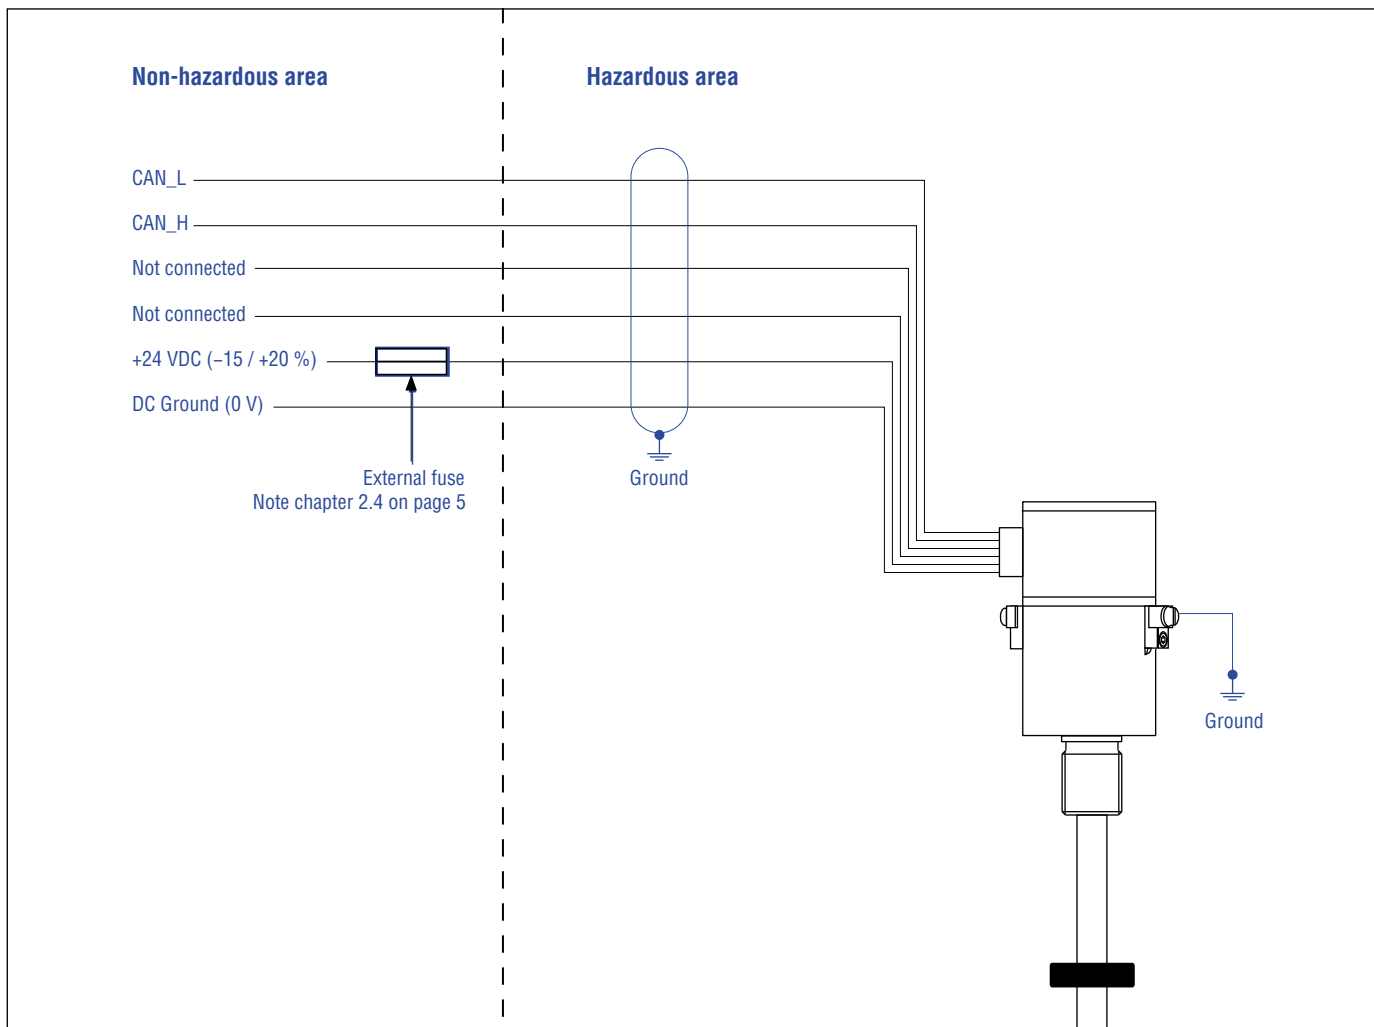 Non-hazardous area
Hazardous area
CAN_L
CAN_H
Not connected
Not connected
+24 VDC (−15 / +20 %)
DC Ground (0 V)
External fuse
Note chapter 2.4 on page 5
Ground
Ground